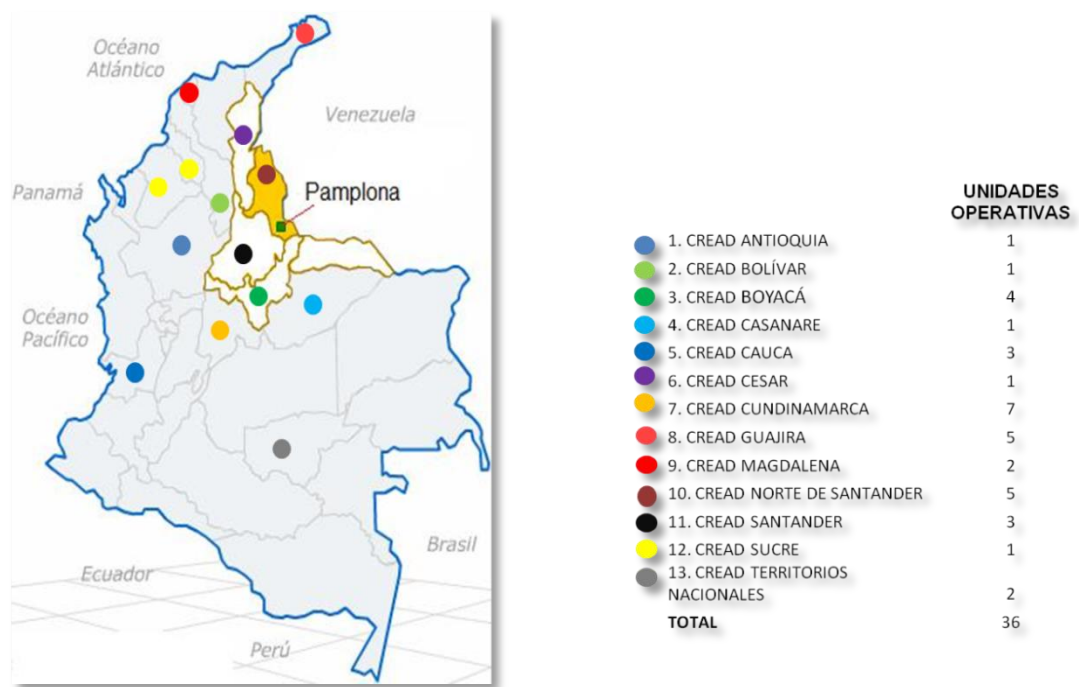 Océano
Atlántico
Venezuela
Panamá
Pamplona
Océano
Pacífico
Brasil
Ecuador
Perú
UNIDADES
OPERATIVAS
1. CREAD ANTIOQUIA 1
2. CREAD BOLÍVAR 1
3. CREAD BOYACÁ 4
4. CREAD CASANARE 1
5. CREAD CAUCA 3
6. CREAD CESAR 1
7. CREAD CUNDINAMARCA 7
8. CREAD GUAJIRA 5
9. CREAD MAGDALENA 2
10. CREAD NORTE DE SANTANDER 5
11. CREAD SANTANDER 3
12. CREAD SUCRE 1
13. CREAD TERRITORIOS
NACIONALES 2
TOTAL 36